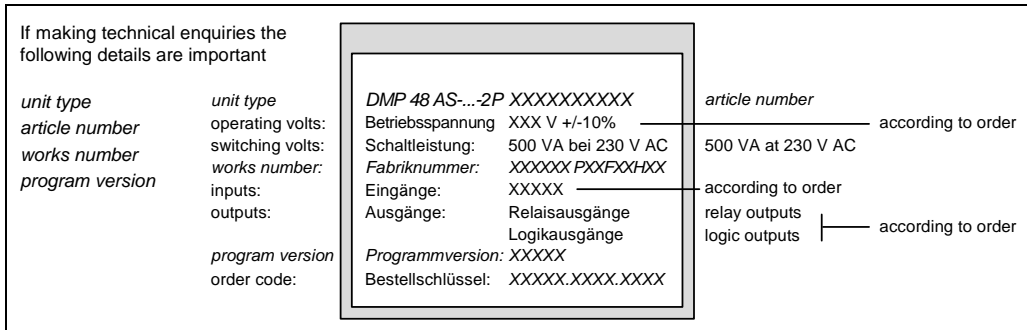 If making technical enquiries the
following details are important
unit type
article number
works number
program version
unit type DMP 48 AS-...-2P XXXXXXXXXX article number
operating volts: Betriebsspannung XXX V +/-10% according to order
switching volts: Schaltleistung: 500 VA bei 230 V AC 500 VA at 230 V AC
works number: Fabriknummer: XXXXXX PXXFXXHXX
inputs: Eingänge: XXXXX according to order
outputs: Ausgänge: Relaisausgänge relay outputs
Logikausgänge logic outputs according to order
program version Programmversion: XXXXX
order code: Bestellschlüssel: XXXXX.XXXX.XXXX